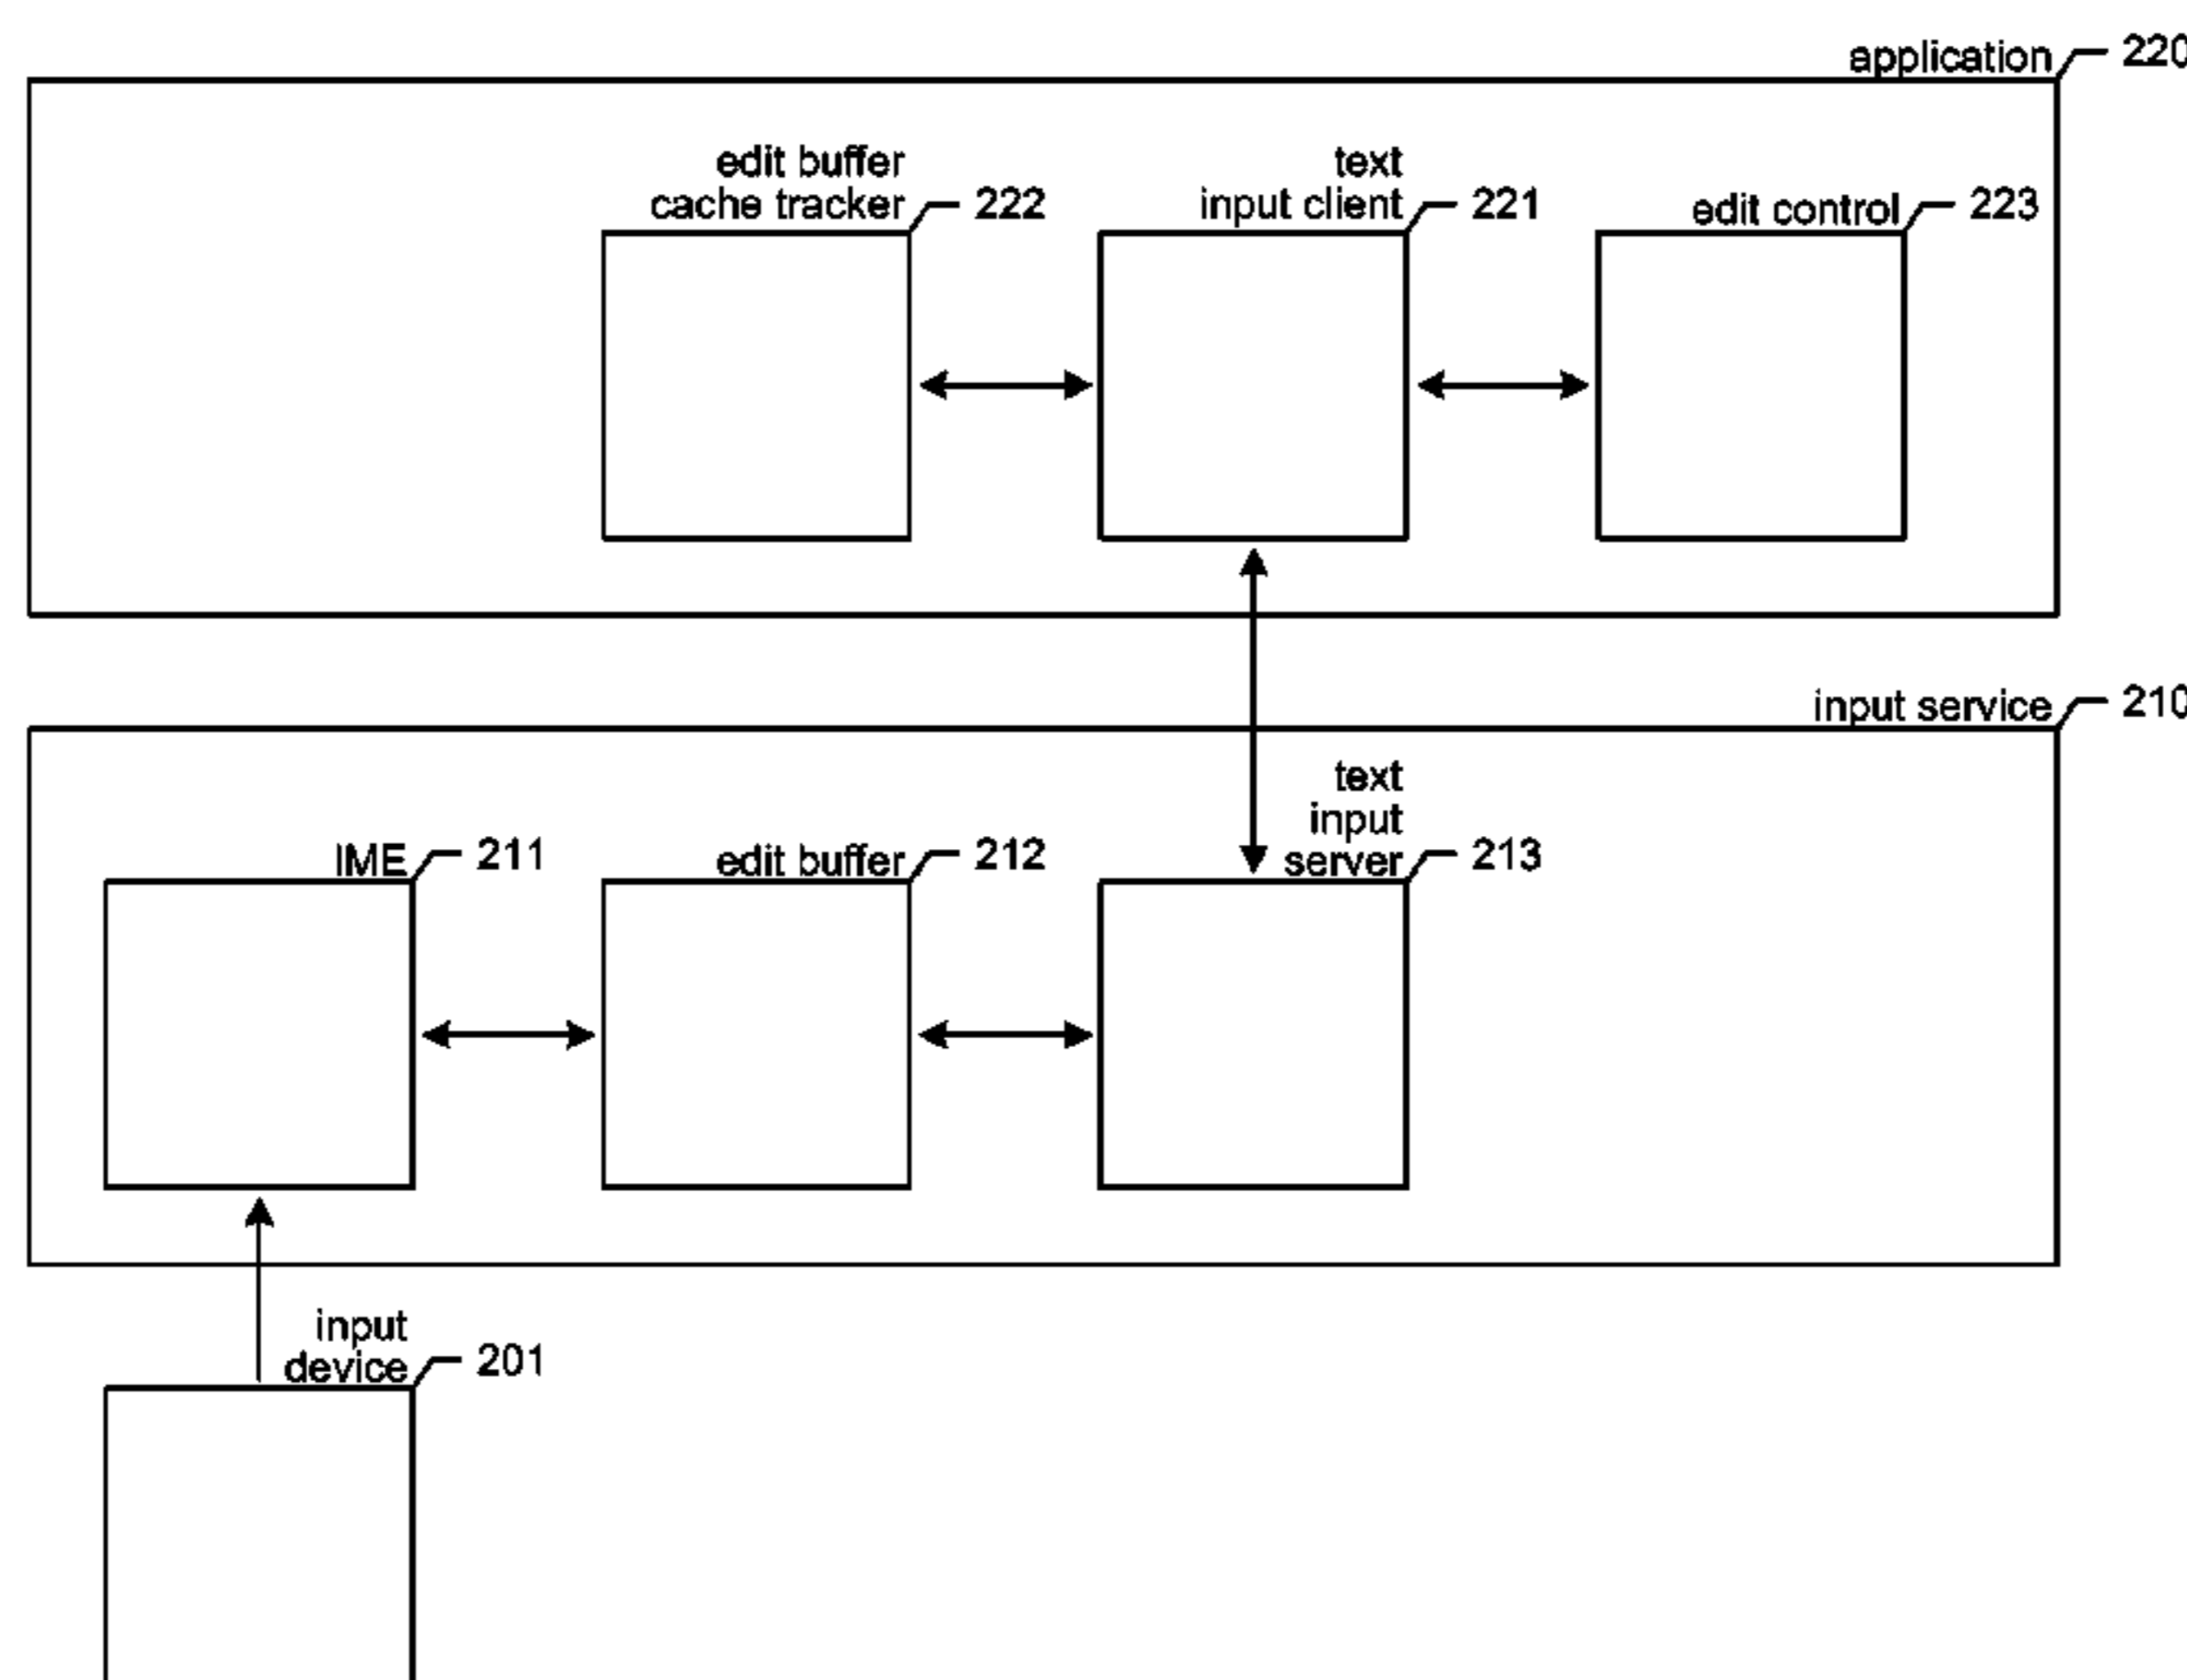 application 220
edit buffer
cache tracker 222
text
input client 221
edit control 223
input service 210
IME 211
edit buffer 212
text
input
server 213
input
device 201